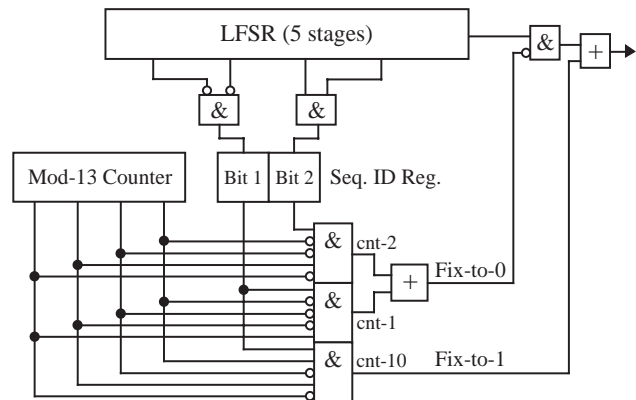 LFSR (5 stages)
&
+
&
&
Mod-13 Counter
Bit 1
Bit 2
Seq. ID Reg.
&
cnt-2
+
Fix-to-0
&
cnt-1
&
cnt-10
Fix-to-1